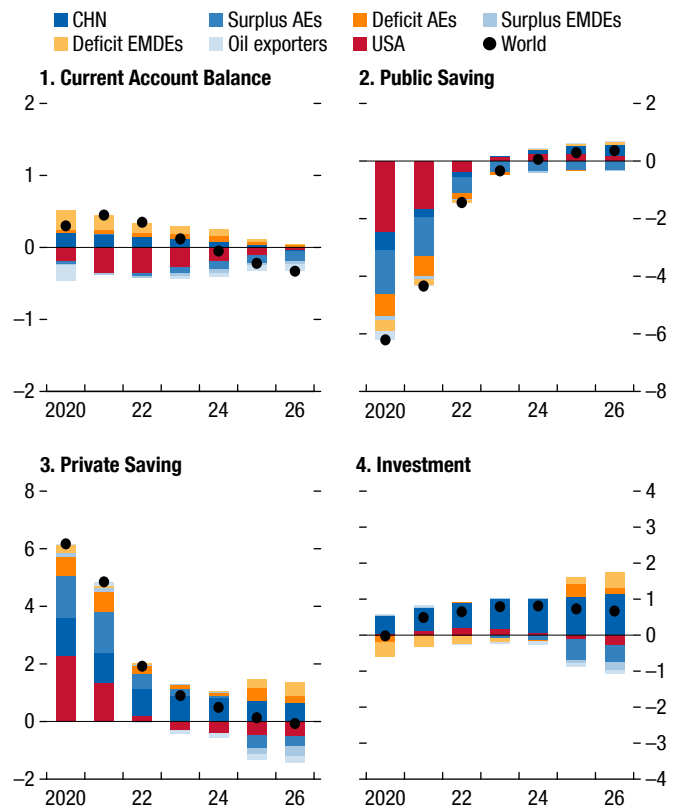 CHN Surplus AEs Deficit AEs Surplus EMDEs
Deficit EMDEs Oil exporters USA World
1. Current Account Balance
2 –
1 –
0
–1 –
–2
2020 22 24 26
2. Public Saving
– 2
0
– –2
– –4
– –6
–8
2020 22 24 26
3. Private Saving
8 –
6 –
4 –
2 –
0
–2
2020 22 24 26
4. Investment
– 4
– 3
– 2
– 1
0
– –1
– –2
– –3
–4
2020 22 24 26